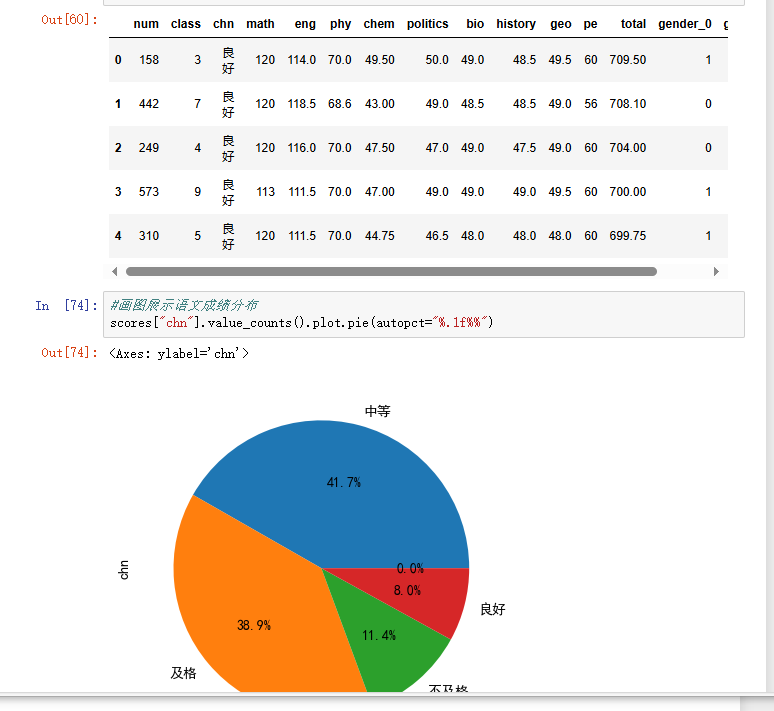 Out[60]:
num class chn math eng phy chem politics bio history geo pe total gender_0
0 158 3 良好 120 114.0 70.0 49.50 50.0 49.0 48.5 49.5 60 709.50 1
1 442 7 良好 120 118.5 68.6 43.00 49.0 48.5 48.5 49.0 56 708.10 0
2 249 4 良好 120 116.0 70.0 47.50 47.0 49.0 47.5 49.0 60 704.00 0
3 573 9 良好 113 111.5 70.0 47.00 49.0 49.0 49.0 49.5 60 700.00 1
4 310 5 良好 120 111.5 70.0 44.75 46.5 48.0 48.0 48.0 60 699.75 1
In [74]:
#画图展示语文成绩分布
scores["chn"].value_counts().plot.pie(autopct="%.1f%%")
Out[74]:
<Axes: ylabel='chn'>
中等
41.7%
chn
0.0%
8.0%
良好
38.9%
11.4%
及格
不及格